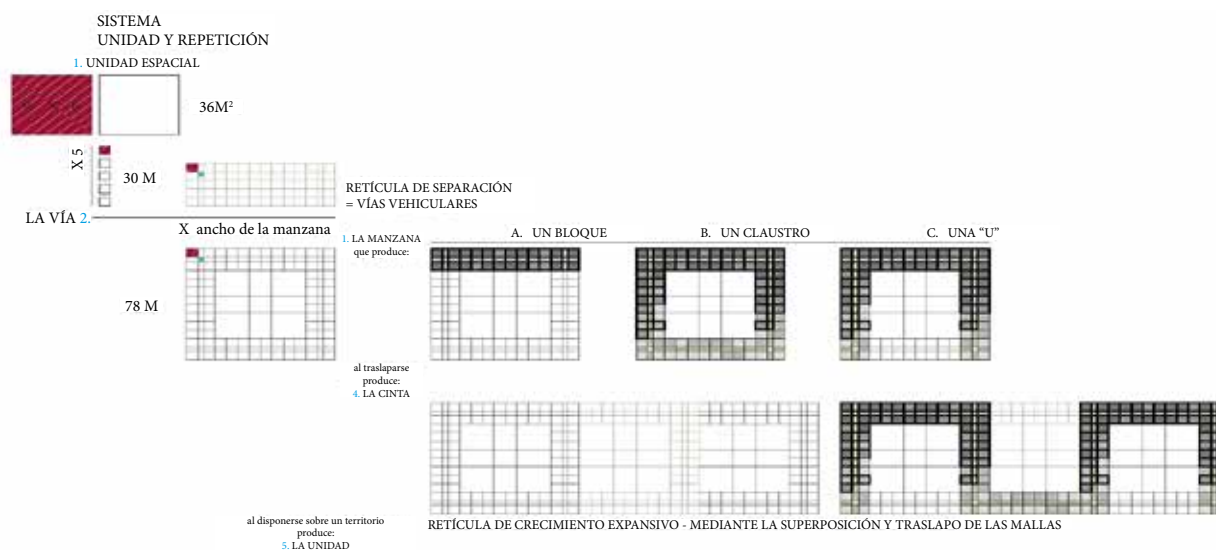 SISTEMA
UNIDAD Y REPETICIÓN
1. UNIDAD ESPACIAL
36M²
X 5
30 M
RETÍCULA DE SEPARACIÓN
= VÍAS VEHICULARES
LA VÍA 2.
X ancho de la manzana
1. LA MANZANA
que produce:
A. UN BLOQUE
B. UN CLAUSTRO
C. UNA “U”
78 M
al traslaparse
produce:
4. LA CINTA
al disponerse sobre un territorio
produce:
5. LA UNIDAD
RETÍCULA DE CRECIMIENTO EXPANSIVO - MEDIANTE LA SUPERPOSICIÓN Y TRASLAPO DE LAS MALLAS